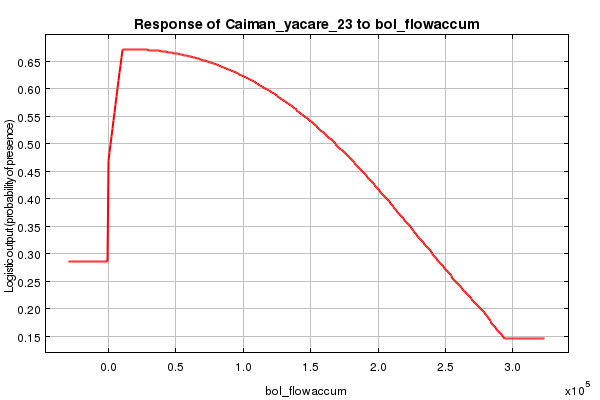 Response of Caiman_yacare_23 to bol_flowaccum
Logistic output (probability of presence)
0.65
0.60
0.55
0.50
0.45
0.40
0.35
0.30
0.25
0.20
0.15
0.0 0.5 1.0 1.5 2.0 2.5 3.0
bol_flowaccum
x10^5